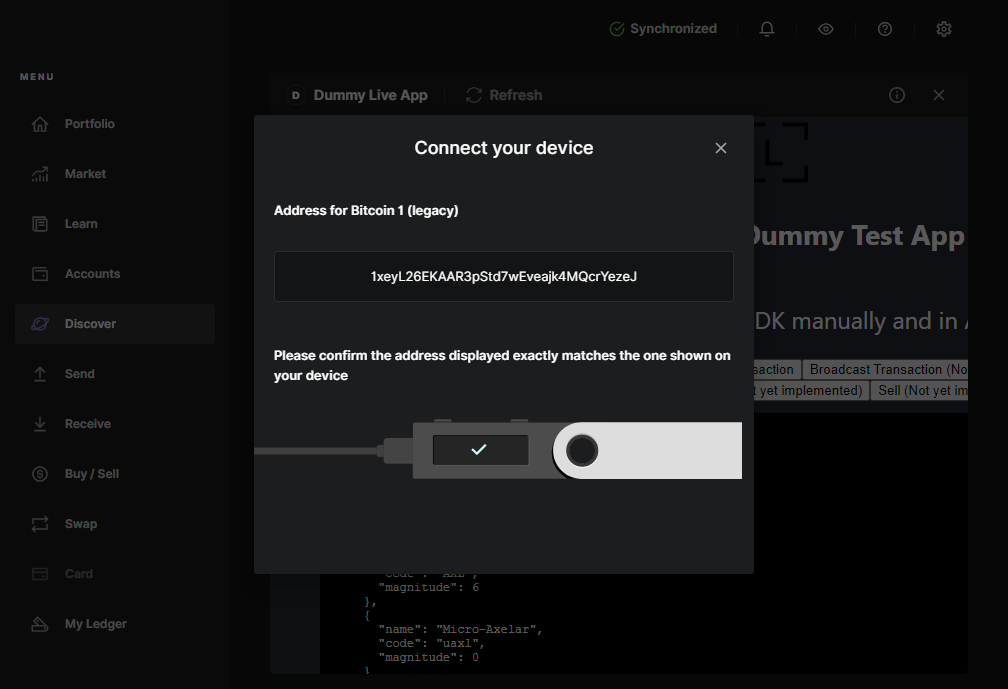 Synchronized
MENU
D Dummy Live App Refresh
Portfolio
Market
Learn
Accounts
Discover
Send
Receive
Buy / Sell
Swap
Card
My Ledger
Connect your device
Address for Bitcoin 1 (legacy)
1xeyL26EKAAR3pStd7wEveajk4MQcrYezeJ
Please confirm the address displayed exactly matches the one shown on
your device
Dummy Test App
DK manually and in
saction Broadcast Transaction (No
t yet implemented) Sell (Not yet im
"code": "AXL",
"magnitude": 6
},
{
"name": "Micro-Axelar",
"code": "uaxl",
"magnitude": 0
}